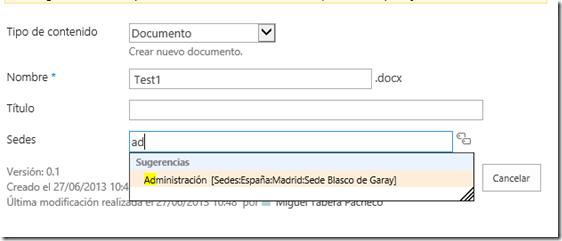 Tipo de contenido Documento
Crear nuevo documento.
Nombre * Test1 .docx
Título
Sedes ad
Sugerencias
Administración [Sedes:España:Madrid:Sede Blasco de Garay]
Versión: 0.1
Cancelar
Creado el 27/06/2013 10:4
Última modificación realizada el 27/06/2013 10:48 por Miguel Tabera Pacheco